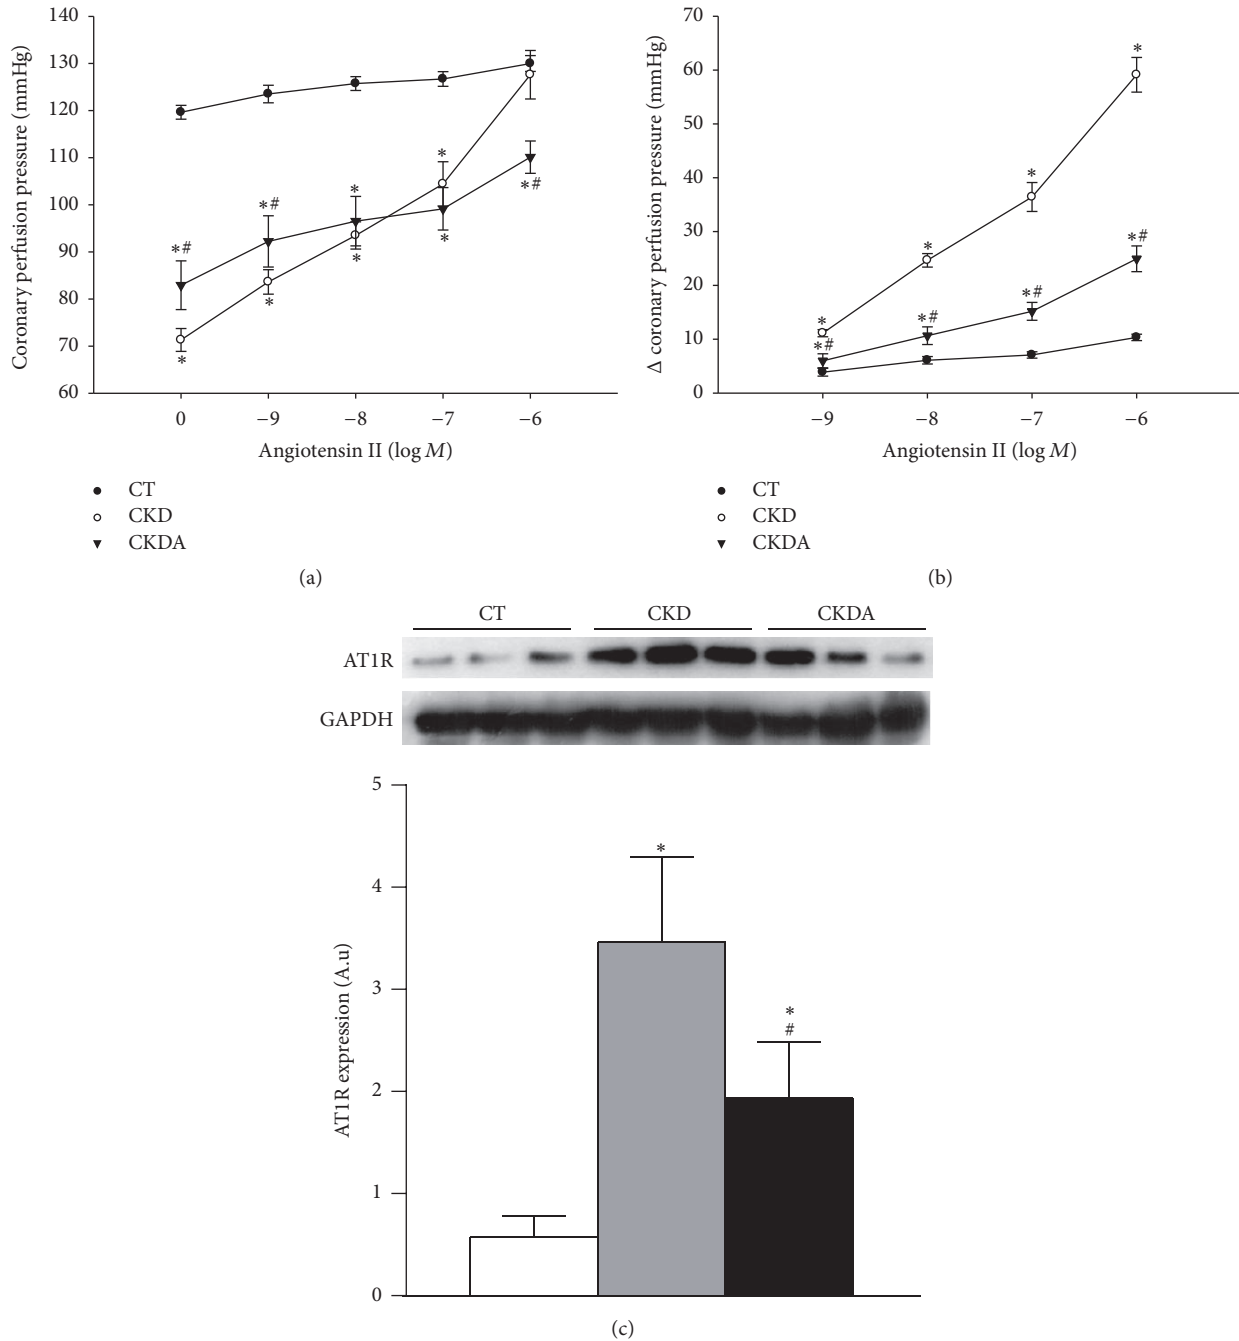 140
130
120
110
100
90
80
70
60
Coronary perfusion pressure (mmHg)
*#
*#
*
*
*#
*
*
*
*
0 −9 −8 −7 −6
Angiotensin II (log M)
CT
CKD
CKDA
(a)
70
60
50
40
30
20
10
0
Δ coronary perfusion pressure (mmHg)
*
*
*
*
*#
*#
*#
*#
−9 −8 −7 −6
Angiotensin II (log M)
CT
CKD
CKDA
(b)
CT CKD CKDA
AT1R
GAPDH
5
4
3
2
1
0
AT1R expression (A.u)
*
*
#
(c)